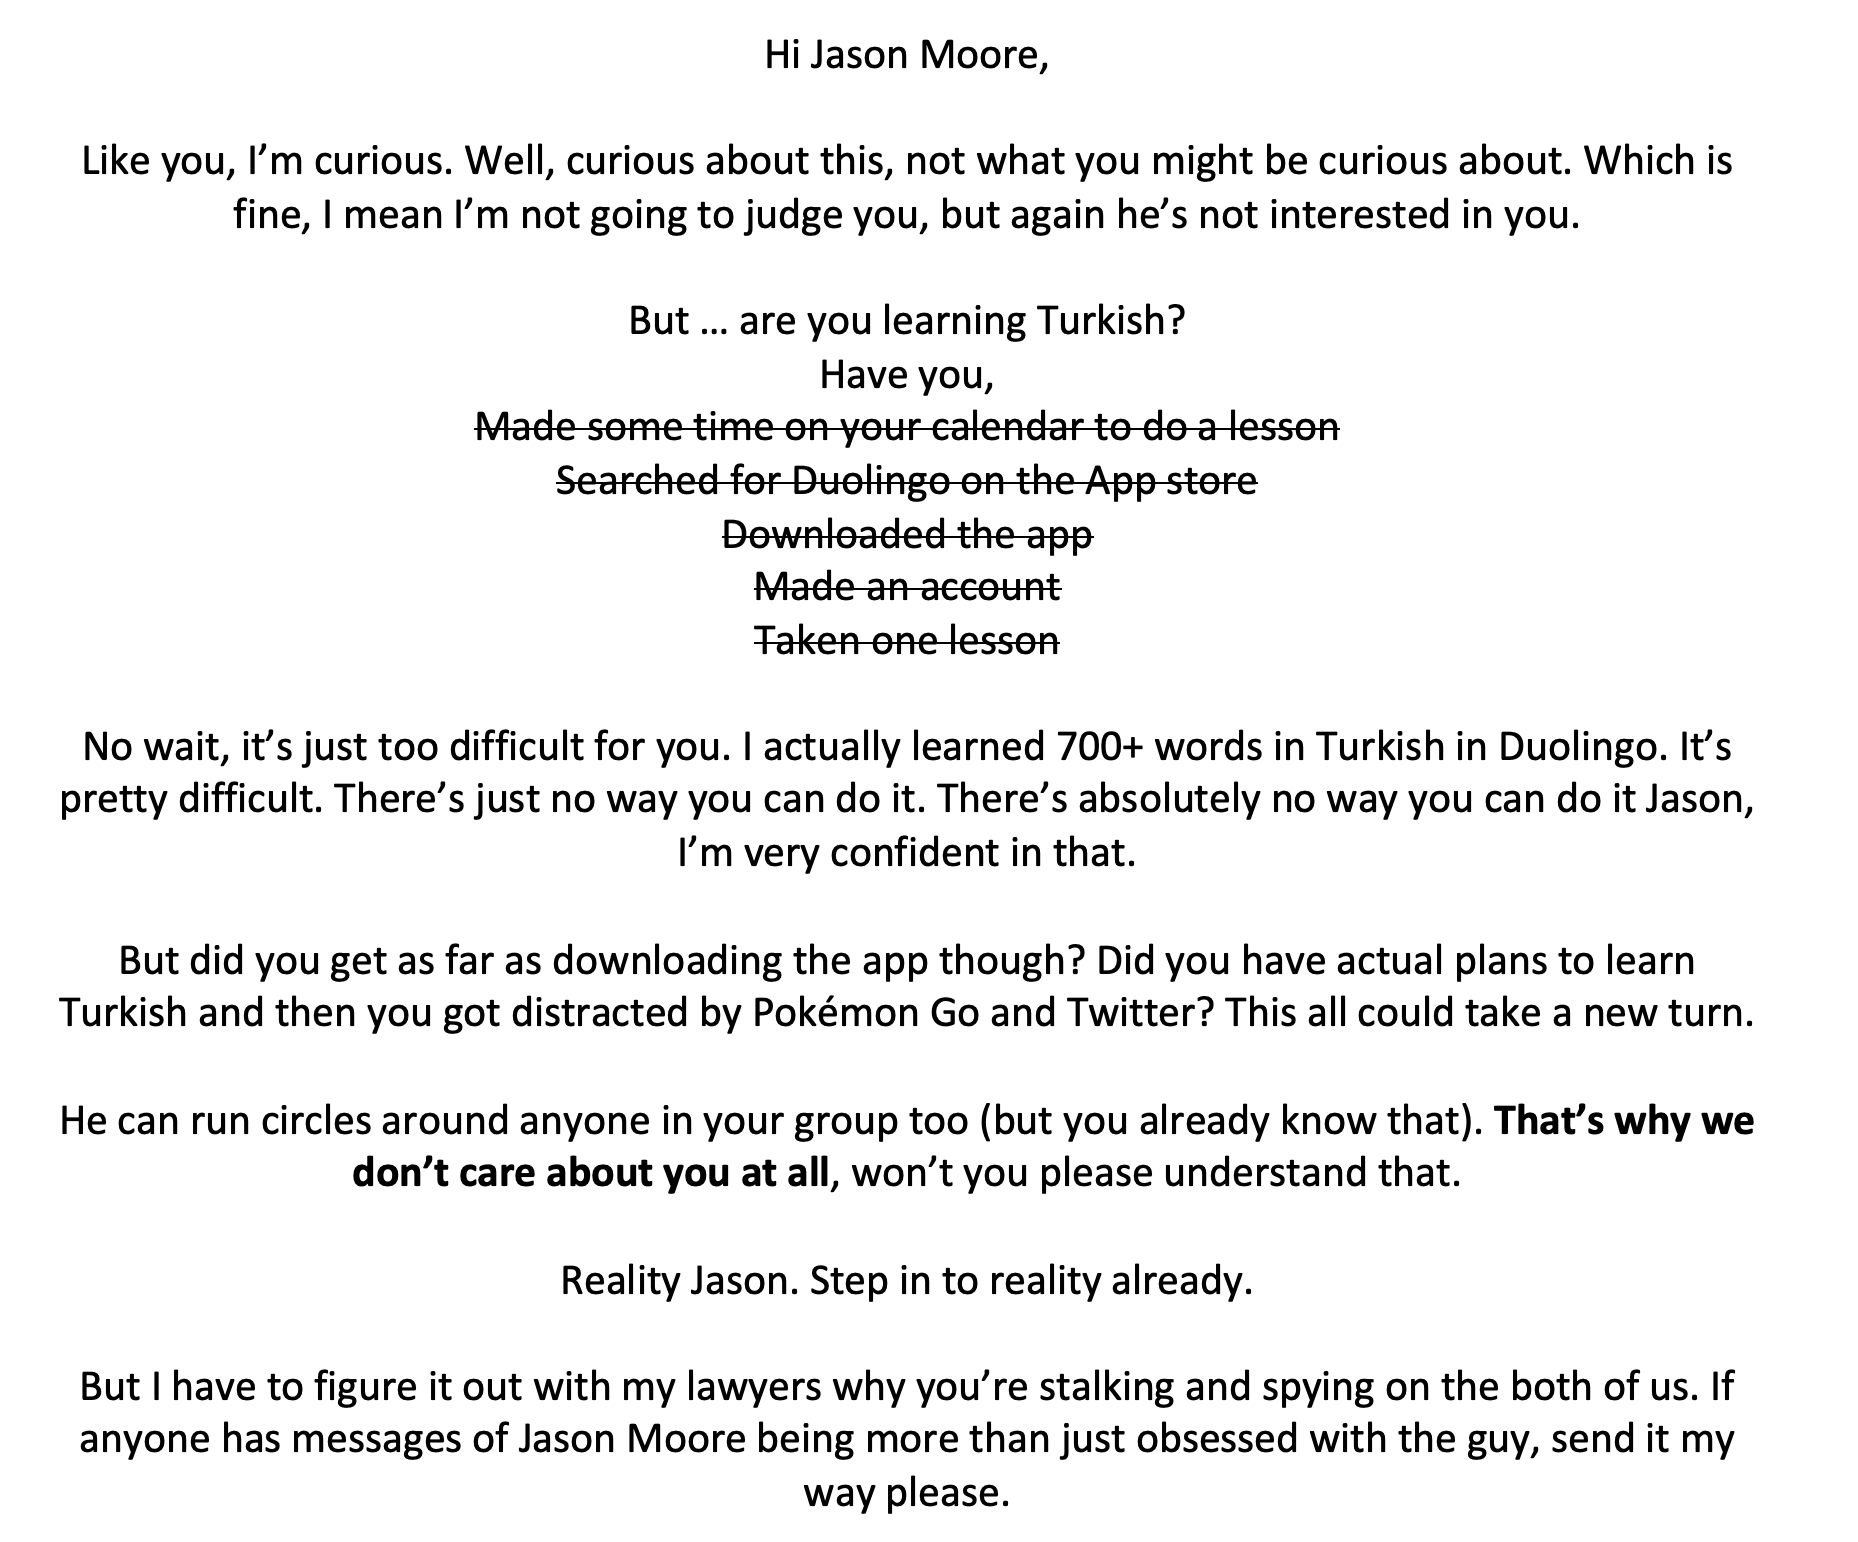 Hi Jason Moore,
Like you, I’m curious. Well, curious about this, not what you might be curious about. Which is
fine, I mean I’m not going to judge you, but again he’s not interested in you.
But … are you learning Turkish?
Have you,
Made some time on your calendar to do a lesson
Searched for Duolingo on the App store
Downloaded the app
Made an account
Taken one lesson
No wait, it’s just too difficult for you. I actually learned 700+ words in Turkish in Duolingo. It’s
pretty difficult. There’s just no way you can do it. There’s absolutely no way you can do it Jason,
I’m very confident in that.
But did you get as far as downloading the app though? Did you have actual plans to learn
Turkish and then you got distracted by Pokémon Go and Twitter? This all could take a new turn.
He can run circles around anyone in your group too (but you already know that). That’s why we
don’t care about you at all, won’t you please understand that.
Reality Jason. Step in to reality already.
But I have to figure it out with my lawyers why you’re stalking and spying on the both of us. If
anyone has messages of Jason Moore being more than just obsessed with the guy, send it my
way please.